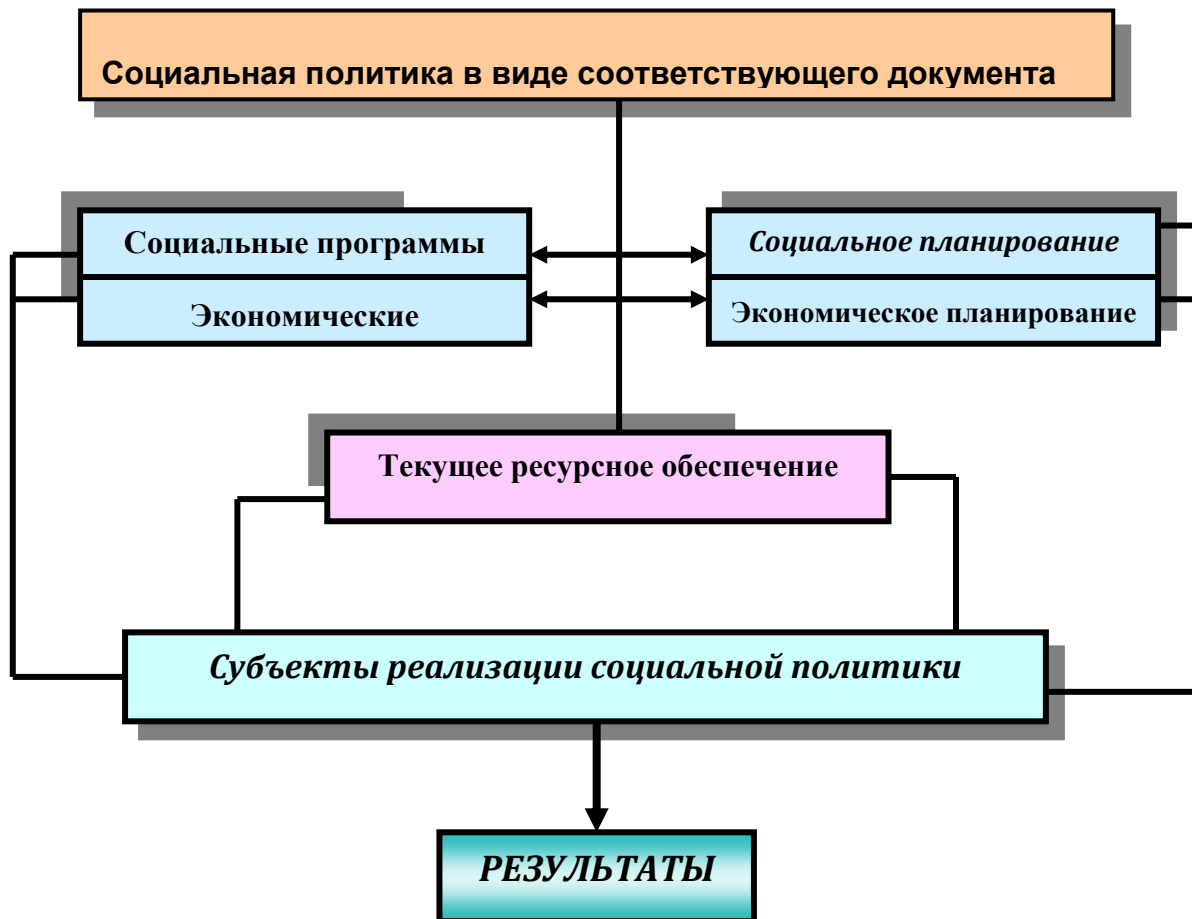 Социальная политика в виде соответствующего документа
Социальные программы
Социальное планирование
Экономические
Экономическое планирование
Текущее ресурсное обеспечение
Субъекты реализации социальной политики
РЕЗУЛЬТАТЫ